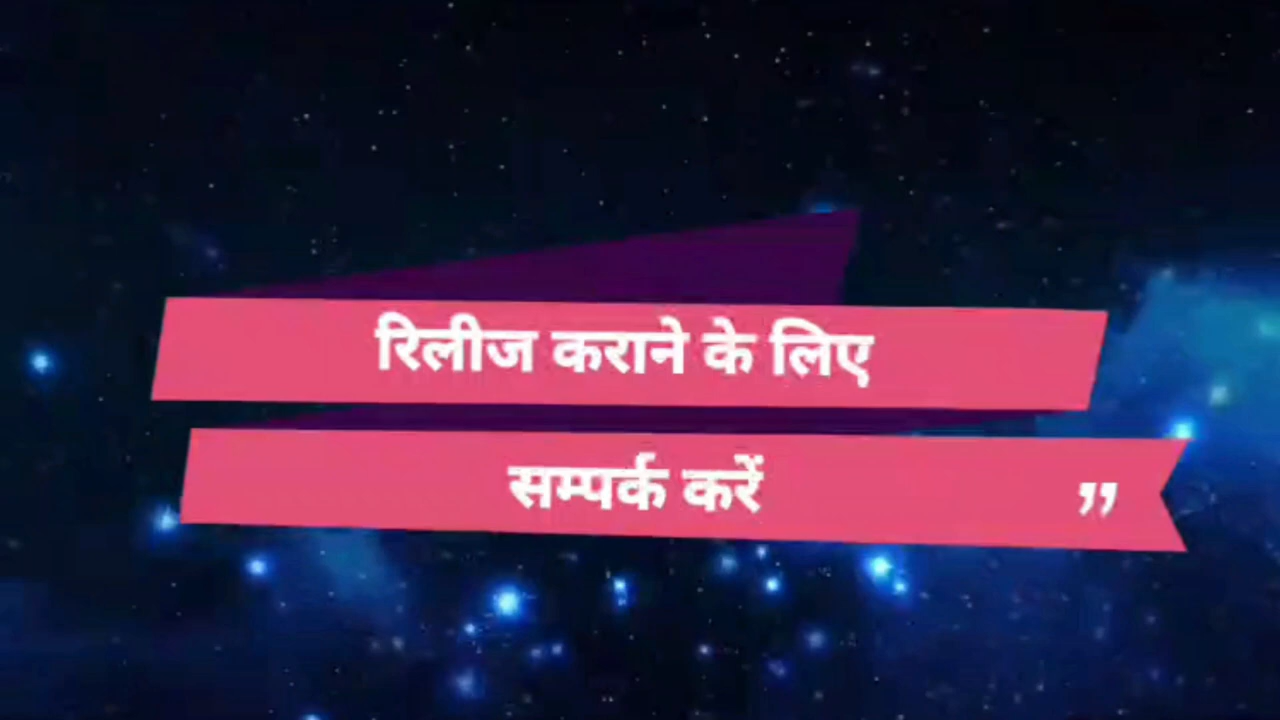 रिलीज कराने के लिए
सम्पर्क करें ”